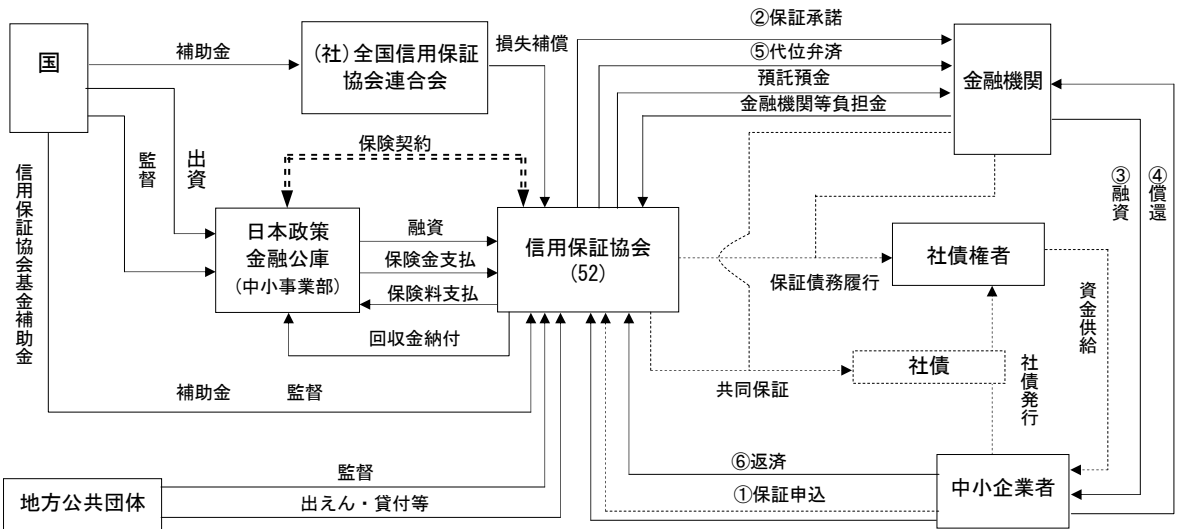 国
補助金
(社)全国信用保証
協会連合会
損失補償
②保証承諾
⑤代位弁済
預託預金
金融機関等負担金
金融機関
保険契約
監督
出資
信用保証協会基金補助金
日本政策
金融公庫
(中小事業部)
融資
保険金支払
保険料支払
回収金納付
信用保証協会
(52)
保証債務履行
社債権者
③融資
④償還
資金供給
社債
社債発行
共同保証
補助金
監督
⑥返済
①保証申込
中小企業者
地方公共団体
監督
出えん・貸付等